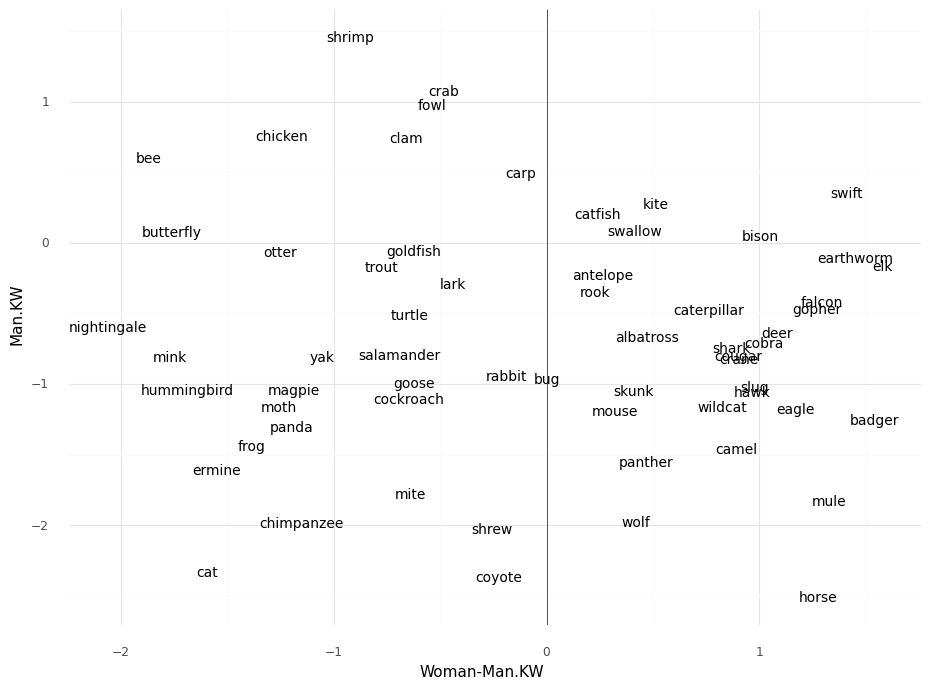 shrimp
crab
1
fowl
chicken
clam
bee
carp
swift
kite
catfish
butterfly
swallow
bison
0
otter
goldfish
earthworm
trout
elk
antelope
lark
rook
falcon
caterpillar
gopher
turtle
Man.KW
nightingale
deer
albatross
cobra
shark
mink
yak
salamander
cougar
crane
rabbit
bug
−1
goose
slug
hummingbird
magpie
skunk
hawk
cockroach
moth
wildcat
eagle
mouse
badger
panda
frog
camel
panther
ermine
mite
mule
chimpanzee
wolf
−2
shrew
cat
coyote
horse
−2
−1
0
1
Woman-Man.KW